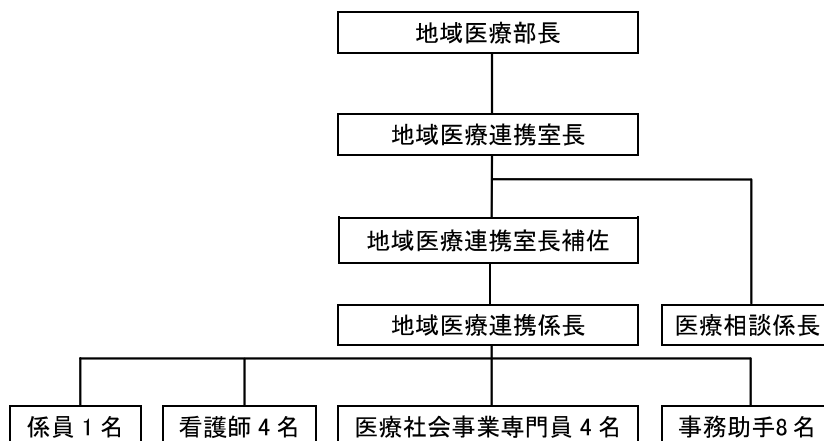 地域医療部長
地域医療連携室長
地域医療連携室長補佐
地域医療連携係長
医療相談係長
係員 1 名
看護師 4 名
医療社会事業専門員 4 名
事務助手8 名